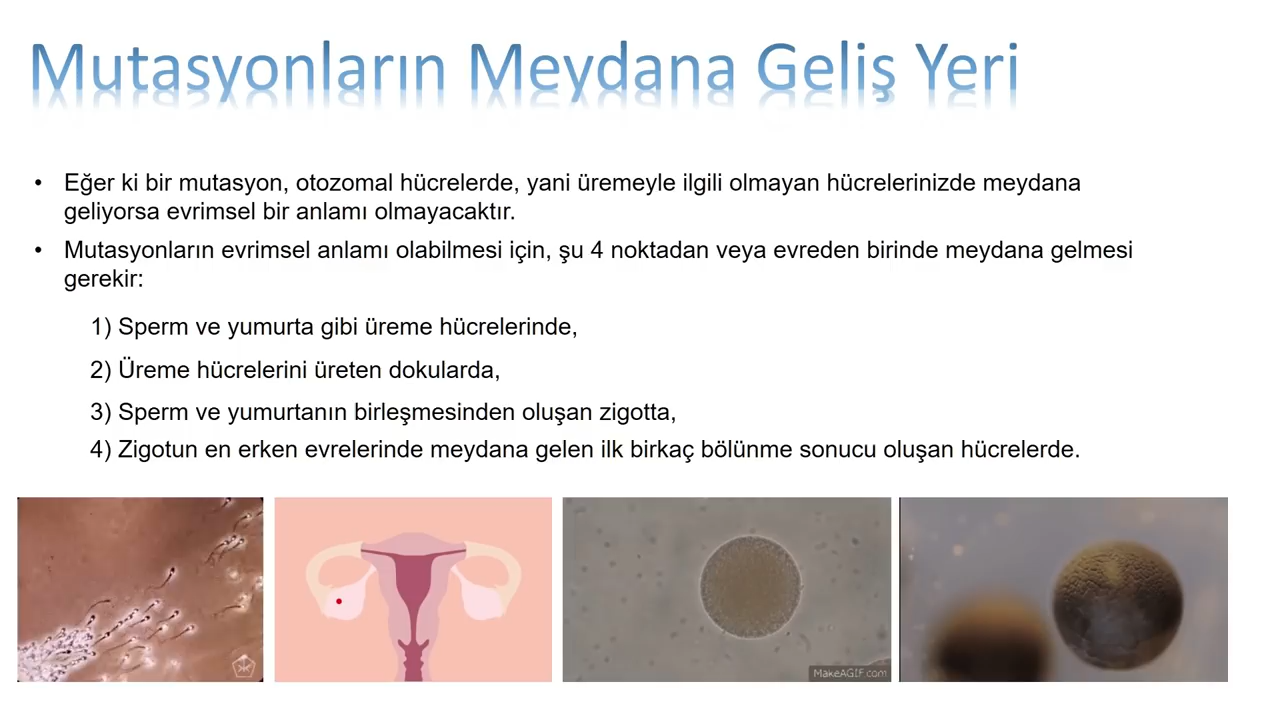 Mutasyonların Meydana Geliş Yeri
• Eğer ki bir mutasyon, otozomal hücrelerde, yani üremeyle ilgili olmayan hücrelerinizde meydana
geliyorsa evrimsel bir anlamı olmayacaktır.
• Mutasyonların evrimsel anlamı olabilmesi için, şu 4 noktadan veya evreden birinde meydana gelmesi
gerekir:
1) Sperm ve yumurta gibi üreme hücrelerinde,
2) Üreme hücrelerini üreten dokularda,
3) Sperm ve yumurtanın birleşmesinden oluşan zigotta,
4) Zigotun en erken evrelerinde meydana gelen ilk birkaç bölünme sonucu oluşan hücrelerde.
MakeAGIF.com